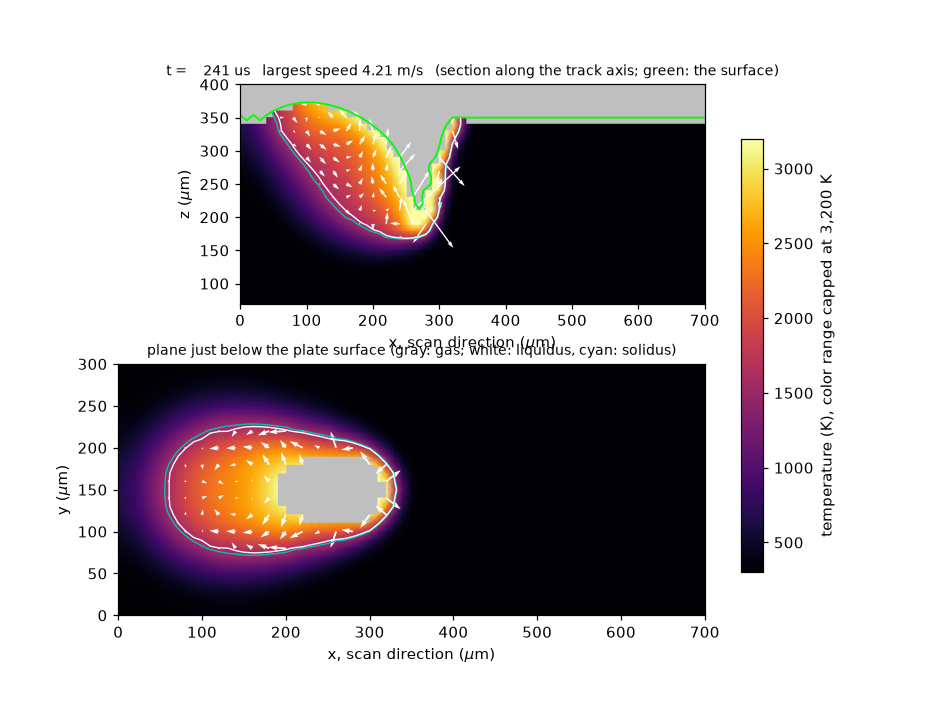 t =    241 us   largest speed 4.21 m/s   (section along the track axis; green: the surface)
400
350
300
250
200
150
100
z (μm)
0 100 200 300 400 500 600 700
x, scan direction (μm)
plane just below the plate surface (gray: gas; white: liquidus, cyan: solidus)
300
250
200
150
100
50
0
y (μm)
0 100 200 300 400 500 600 700
x, scan direction (μm)
3000
2500
2000
1500
1000
500
temperature (K), color range capped at 3,200 K